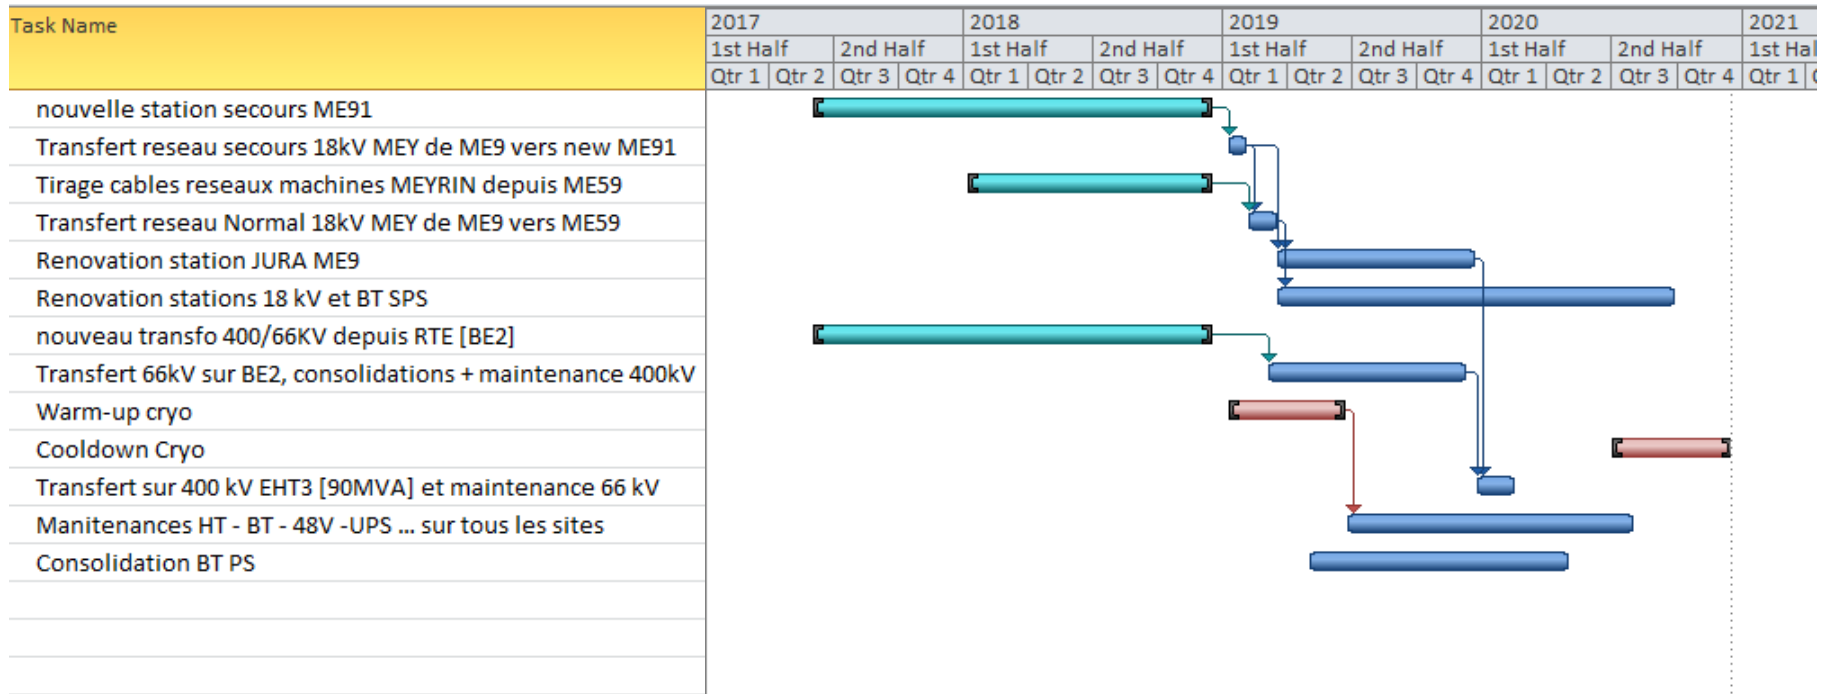 Task Name
2017 2018 2019 2020 2021
1st Half 2nd Half 1st Half 2nd Half 1st Half 2nd Half 1st Half 2nd Half 1st Hal
Qtr 1 Qtr 2 Qtr 3 Qtr 4 Qtr 1 Qtr 2 Qtr 3 Qtr 4 Qtr 1 Qtr 2 Qtr 3 Qtr 4 Qtr 1 Qtr 2 Qtr 3 Qtr 4 Qtr 1
nouvelle station secours ME91
Transfert reseau secours 18kV MEY de ME9 vers new ME91
Tirage cables reseaux machines MEYRIN depuis ME59
Transfert reseau Normal 18kV MEY de ME9 vers ME59
Renovation station JURA ME9
Renovation stations 18 kV et BT SPS
nouveau transfo 400/66KV depuis RTE [BE2]
Transfert 66kV sur BE2, consolidations + maintenance 400kV
Warm-up cryo
Cooldown Cryo
Transfert sur 400 kV EHT3 [90MVA] et maintenance 66 kV
Manitenances HT - BT - 48V -UPS ... sur tous les sites
Consolidation BT PS